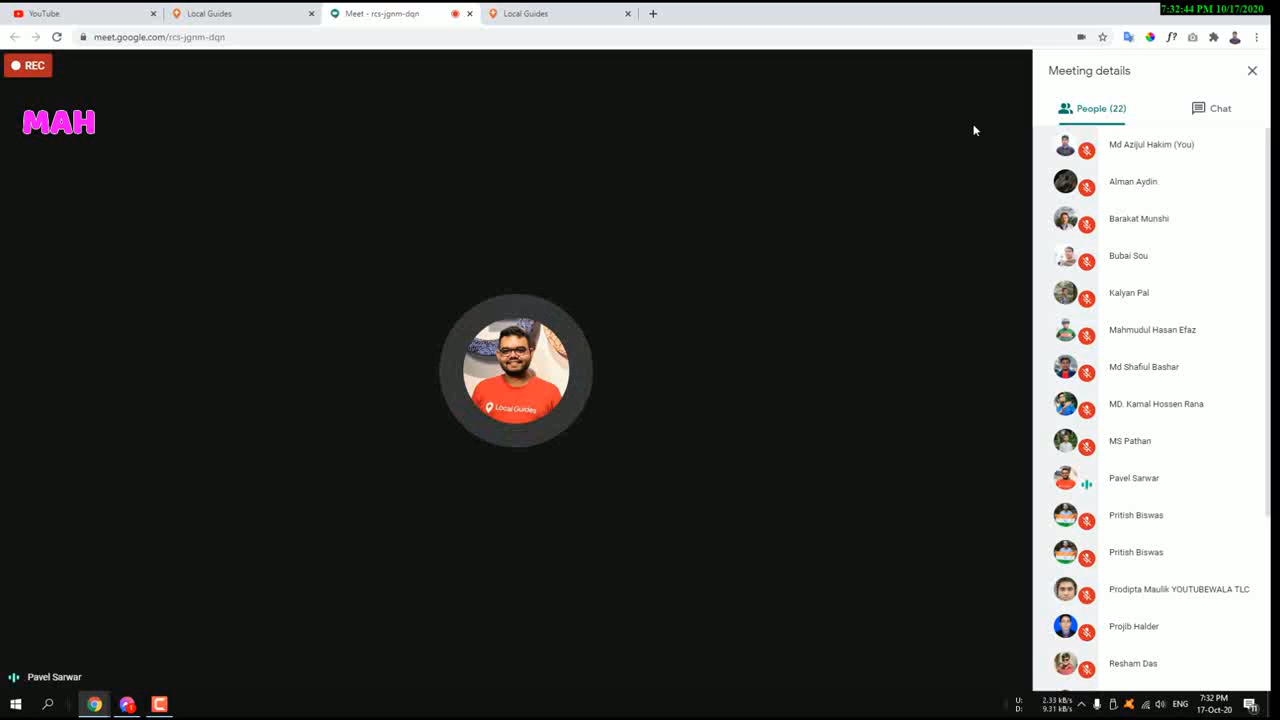 YouTube
Local Guides
Meet - rcs-jgnm-dqn
Local Guides
7:32:44 PM 10/17/2020
meet.google.com/rcs-jgnm-dqn
f?
REC
MAH
Local Guides
Pavel Sarwar
Meeting details
People (22)
Chat
Md Azijul Hakim (You)
Alman Aydin
Barakat Munshi
Bubai Sou
Kalyan Pal
Mahmudul Hasan Efaz
Md Shafiul Bashar
MD. Kamal Hossen Rana
MS Pathan
Pavel Sarwar
Pritish Biswas
Pritish Biswas
Prodipta Maulik YOUTUBEWALA TLC
Projib Halder
Resham Das
U: 2.33 kB/s
D: 9.31 kB/s
ENG
7:32 PM
17-Oct-20
11